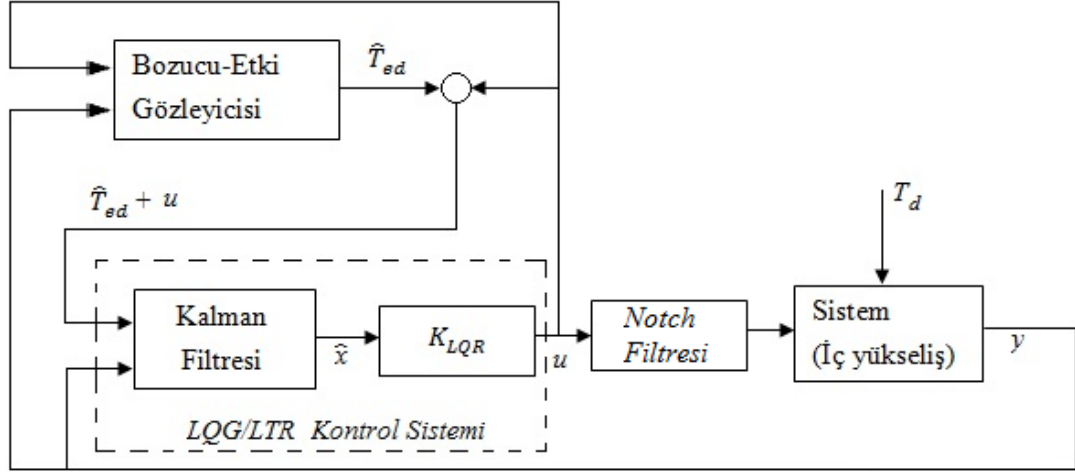 Bozucu-Etki
Gözleyicisi
T̂ed
T̂ed + u
Td
Kalman
Filtresi
x̂
KLQR
u
Notch
Filtresi
Sistem
(İç yükseliş)
y
LQG/LTR Kontrol Sistemi